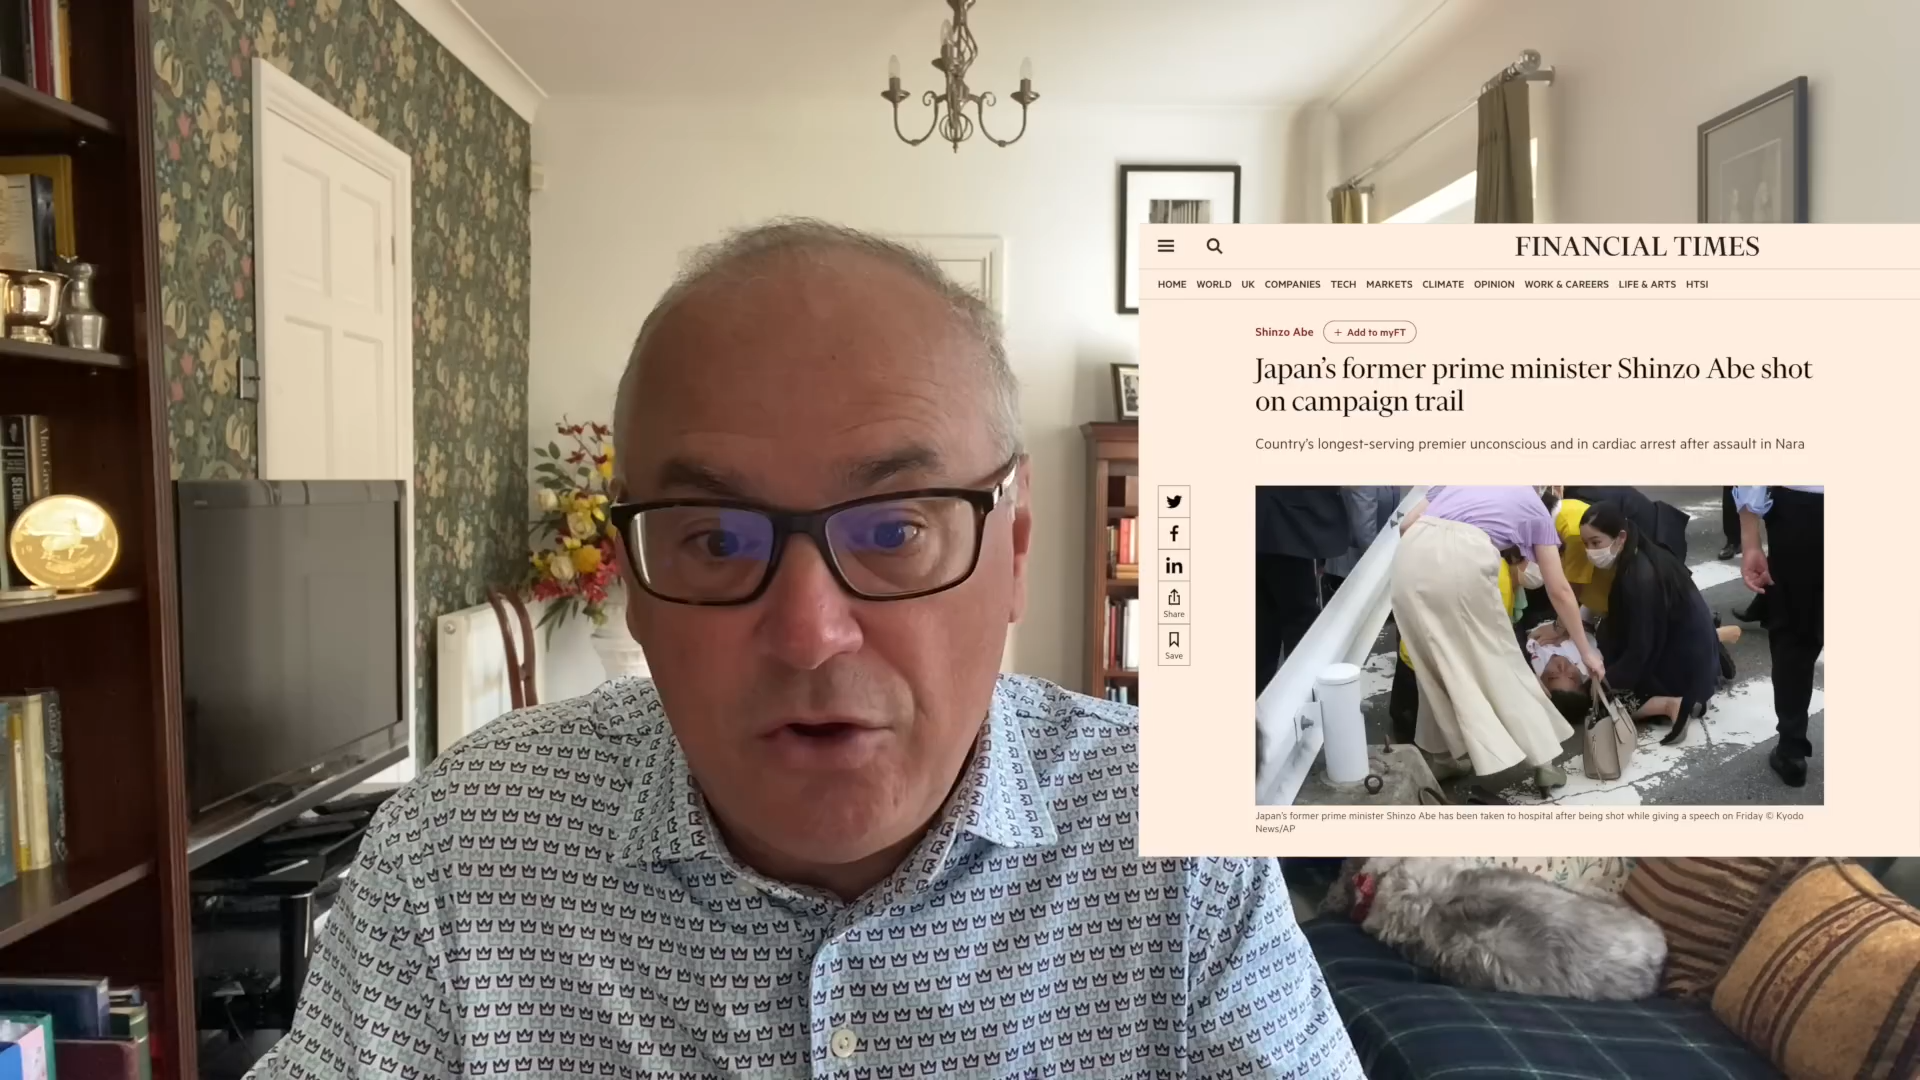 FINANCIAL TIMES
HOME WORLD UK COMPANIES TECH MARKETS CLIMATE OPINION WORK & CAREERS LIFE & ARTS HTSI
Shinzo Abe
+ Add to myFT
Japan's former prime minister Shinzo Abe shot
on campaign trail
Country's longest-serving premier unconscious and in cardiac arrest after assault in Nara
Share
Save
Japan's former prime minister Shinzo Abe has been taken to hospital after being shot while giving a speech on Friday © Kyodo
News/AP